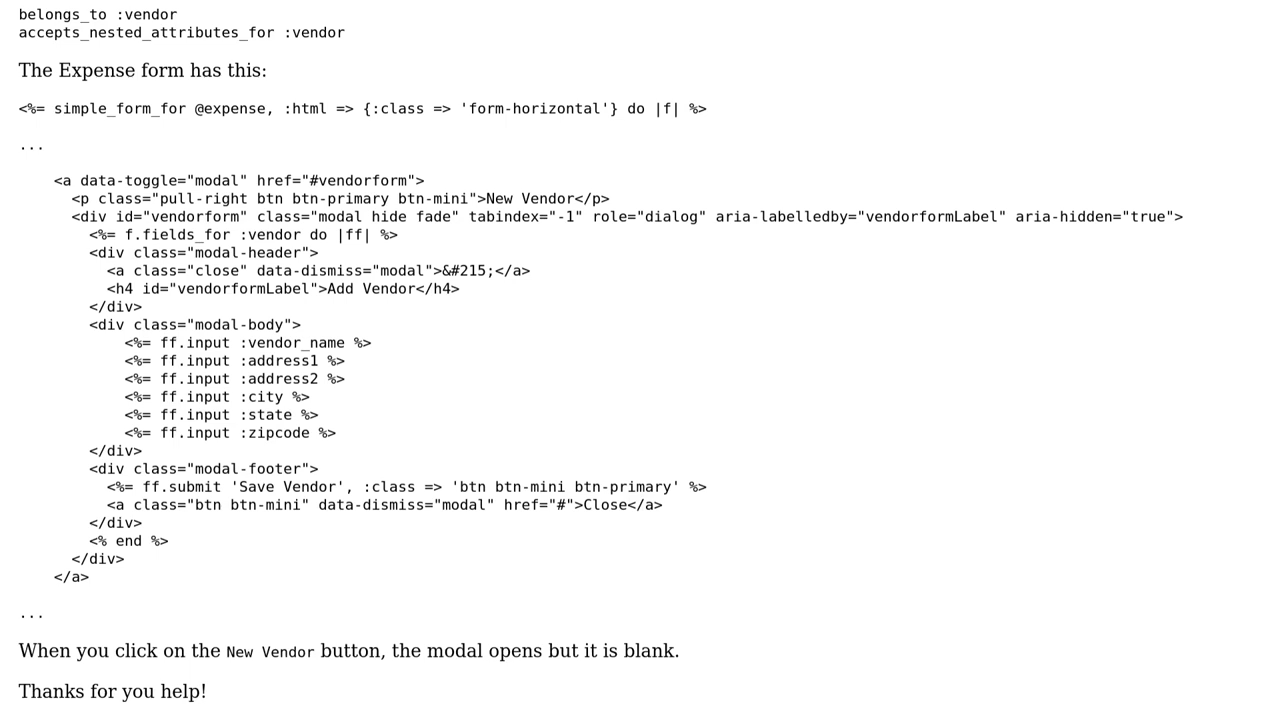 belongs_to :vendor
accepts_nested_attributes_for :vendor
The Expense form has this:
<%= simple_form_for @expense, :html => {:class => 'form-horizontal'} do |f| %>
...
    <a data-toggle="modal" href="#vendorform">
      <p class="pull-right btn btn-primary btn-mini">New Vendor</p>
      <div id="vendorform" class="modal hide fade" tabindex="-1" role="dialog" aria-labelledby="vendorformLabel" aria-hidden="true">
        <%= f.fields_for :vendor do |ff| %>
        <div class="modal-header">
          <a class="close" data-dismiss="modal">&#215;</a>
          <h4 id="vendorformLabel">Add Vendor</h4>
        </div>
        <div class="modal-body">
            <%= ff.input :vendor_name %>
            <%= ff.input :address1 %>
            <%= ff.input :address2 %>
            <%= ff.input :city %>
            <%= ff.input :state %>
            <%= ff.input :zipcode %>
        </div>
        <div class="modal-footer">
          <%= ff.submit 'Save Vendor', :class => 'btn btn-mini btn-primary' %>
          <a class="btn btn-mini" data-dismiss="modal" href="#">Close</a>
        </div>
        <% end %>
      </div>
    </a>
...
When you click on the New Vendor button, the modal opens but it is blank.
Thanks for you help!